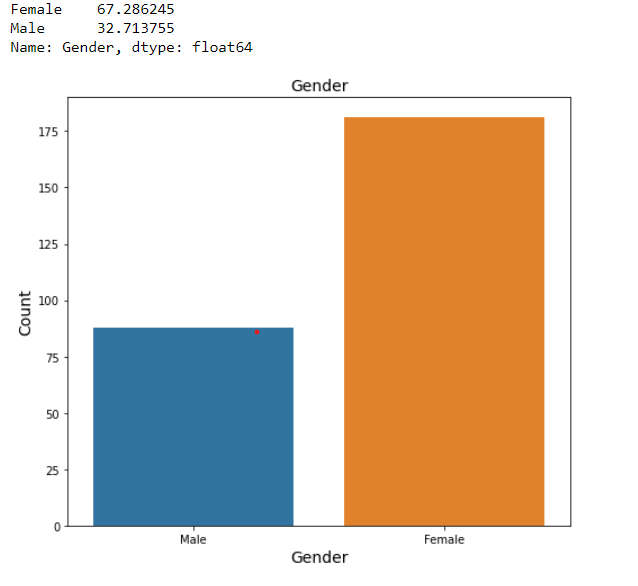 Female    67.286245
Male      32.713755
Name: Gender, dtype: float64
Gender
175
150
125
100
75
50
25
0
Count
Male Female
Gender